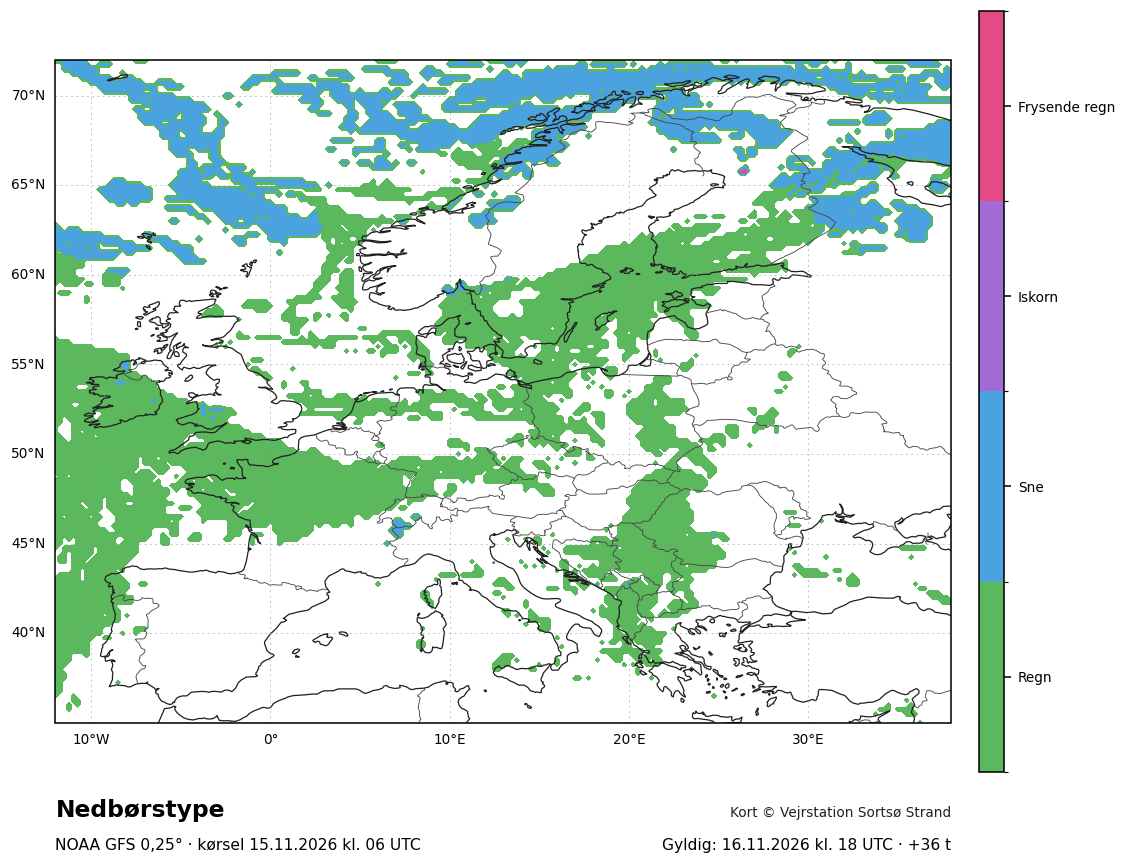 70°N
65°N
60°N
55°N
50°N
45°N
40°N
10°W
0°
10°E
20°E
30°E
Frysende regn
Iskorn
Sne
Regn
Nedbørstype
Kort © Vejrstation Sortsø Strand
NOAA GFS 0,25° · kørsel 15.11.2026 kl. 06 UTC
Gyldig: 16.11.2026 kl. 18 UTC · +36 t